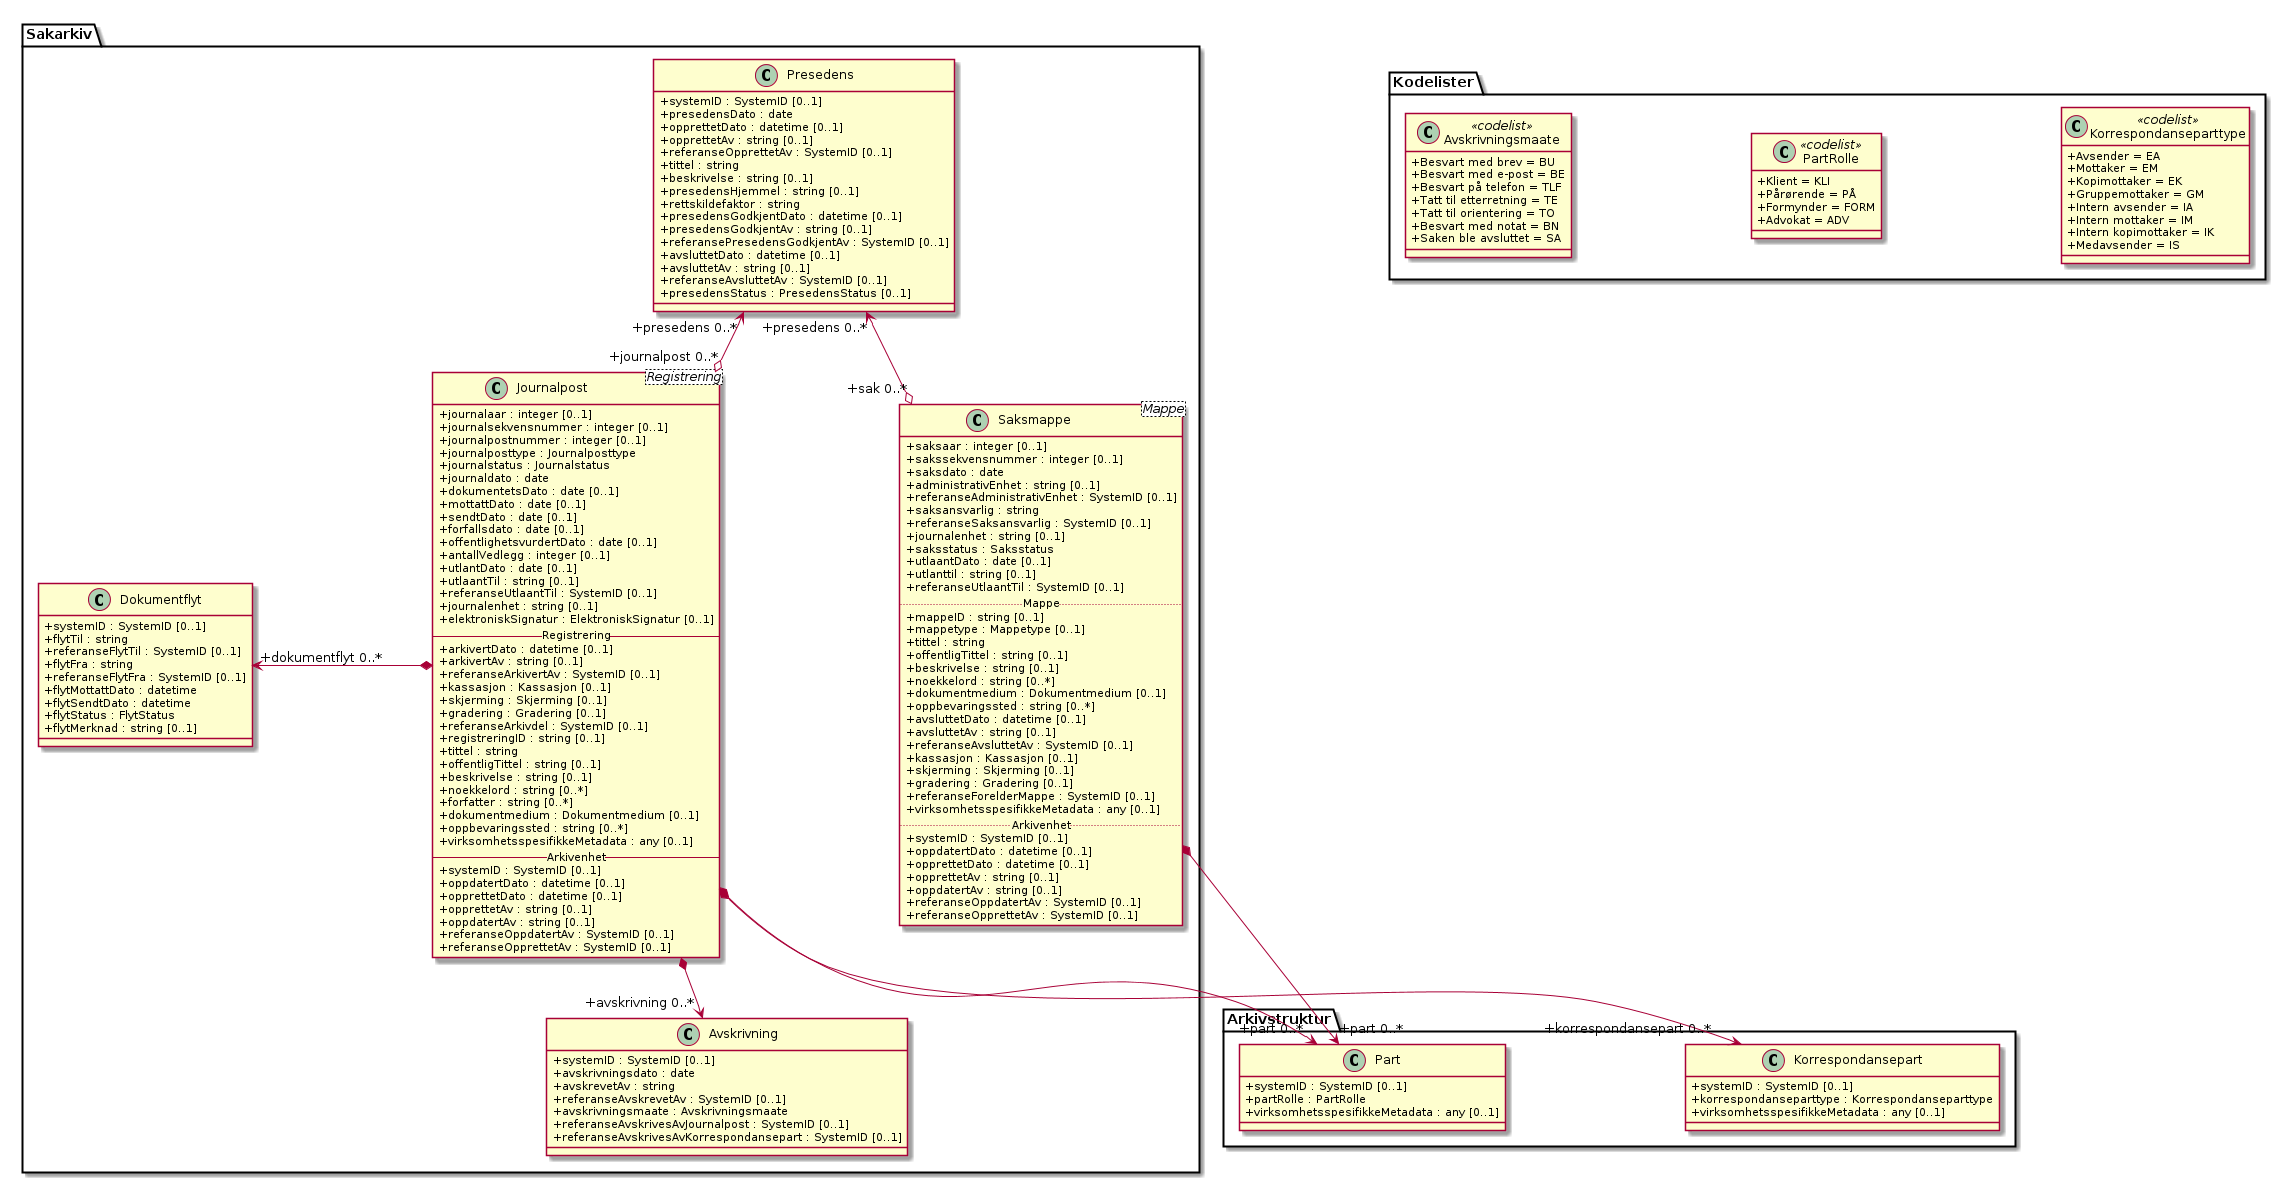 Sakarkiv
Presedens
+systemID : SystemID [0..1]
+presedensDato : date
+opprettetDato : datetime [0..1]
+opprettetAv : string [0..1]
+referanseOpprettetAv : SystemID [0..1]
+tittel : string
+beskrivelse : string [0..1]
+presedensHjemmel : string [0..1]
+rettskildefaktor : string
+presedensGodkjentDato : datetime [0..1]
+presedensGodkjentAv : string [0..1]
+referansePresedensGodkjentAv : SystemID [0..1]
+avsluttetDato : datetime [0..1]
+avsluttetAv : string [0..1]
+referanseAvsluttetAv : SystemID [0..1]
+presedensStatus : PresedensStatus [0..1]
+presedens 0..*
+presedens 0..*
+journalpost 0..*
+sak 0..*
Journalpost
Registrering
+journalaar : integer [0..1]
+journalsekvensnummer : integer [0..1]
+journalpostnummer : integer [0..1]
+journalposttype : Journalposttype
+journalstatus : Journalstatus
+journaldato : date
+dokumentetsDato : date [0..1]
+mottattDato : date [0..1]
+sendtDato : date [0..1]
+forfallsdato : date [0..1]
+offentlighetsvurdertDato : date [0..1]
+antallVedlegg : integer [0..1]
+utlantDato : date [0..1]
+utlaantTil : string [0..1]
+referanseUtlaantTil : SystemID [0..1]
+journalenhet : string [0..1]
+elektroniskSignatur : ElektroniskSignatur [0..1]
Registrering
+arkivertDato : datetime [0..1]
+arkivertAv : string [0..1]
+referanseArkivertAv : SystemID [0..1]
+kassasjon : Kassasjon [0..1]
+skjerming : Skjerming [0..1]
+gradering : Gradering [0..1]
+referanseArkivdel : SystemID [0..1]
+registreringID : string [0..1]
+tittel : string
+offentligTittel : string [0..1]
+beskrivelse : string [0..1]
+noekkelord : string [0..*]
+forfatter : string [0..*]
+dokumentmedium : Dokumentmedium [0..1]
+oppbevaringssted : string [0..*]
+virksomhetsspesifikkeMetadata : any [0..1]
Arkivenhet
+systemID : SystemID [0..1]
+oppdatertDato : datetime [0..1]
+opprettetDato : datetime [0..1]
+opprettetAv : string [0..1]
+oppdatertAv : string [0..1]
+referanseOppdatertAv : SystemID [0..1]
+referanseOpprettetAv : SystemID [0..1]
Saksmappe
Mappe
+saksaar : integer [0..1]
+sakssekvensnummer : integer [0..1]
+saksdato : date
+administrativEnhet : string [0..1]
+referanseAdministrativEnhet : SystemID [0..1]
+saksansvarlig : string
+referanseSaksansvarlig : SystemID [0..1]
+journalenhet : string [0..1]
+saksstatus : Saksstatus
+utlaantDato : date [0..1]
+utlanttil : string [0..1]
+referanseUtlaantTil : SystemID [0..1]
Mappe
+mappeID : string [0..1]
+mappetype : Mappetype [0..1]
+tittel : string
+offentligTittel : string [0..1]
+beskrivelse : string [0..1]
+noekkelord : string [0..*]
+dokumentmedium : Dokumentmedium [0..1]
+oppbevaringssted : string [0..*]
+avsluttetDato : datetime [0..1]
+avsluttetAv : string [0..1]
+referanseAvsluttetAv : SystemID [0..1]
+kassasjon : Kassasjon [0..1]
+skjerming : Skjerming [0..1]
+gradering : Gradering [0..1]
+referanseForelderMappe : SystemID [0..1]
+virksomhetsspesifikkeMetadata : any [0..1]
Arkivenhet
+systemID : SystemID [0..1]
+oppdatertDato : datetime [0..1]
+opprettetDato : datetime [0..1]
+opprettetAv : string [0..1]
+oppdatertAv : string [0..1]
+referanseOppdatertAv : SystemID [0..1]
+referanseOpprettetAv : SystemID [0..1]
Dokumentflyt
+systemID : SystemID [0..1]
+flytTil : string
+referanseFlytTil : SystemID [0..1]
+flytFra : string
+referanseFlytFra : SystemID [0..1]
+flytMottattDato : datetime
+flytSendtDato : datetime
+flytStatus : FlytStatus
+flytMerknad : string [0..1]
+dokumentflyt 0..*
+avskrivning 0..*
Avskrivning
+systemID : SystemID [0..1]
+avskrivningsdato : date
+avskrevetAv : string
+referanseAvskrevetAv : SystemID [0..1]
+avskrivningsmaate : Avskrivningsmaate
+referanseAvskrivesAvJournalpost : SystemID [0..1]
+referanseAvskrivesAvKorrespondansepart : SystemID [0..1]
Kodelister
«codelist»
Avskrivningsmaate
+Besvart med brev = BU
+Besvart med e-post = BE
+Besvart på telefon = TLF
+Tatt til etterretning = TE
+Tatt til orientering = TO
+Besvart med notat = BN
+Saken ble avsluttet = SA
«codelist»
PartRolle
+Klient = KLI
+Pårørende = PÅ
+Formynder = FORM
+Advokat = ADV
«codelist»
Korrespondanseparttype
+Avsender = EA
+Mottaker = EM
+Kopimottaker = EK
+Gruppemottaker = GM
+Intern avsender = IA
+Intern mottaker = IM
+Intern kopimottaker = IK
+Medavsender = IS
Arkivstruktur
+part 0..*
+part 0..*
+korrespondansepart 0..*
Part
+systemID : SystemID [0..1]
+partRolle : PartRolle
+virksomhetsspesifikkeMetadata : any [0..1]
Korrespondansepart
+systemID : SystemID [0..1]
+korrespondanseparttype : Korrespondanseparttype
+virksomhetsspesifikkeMetadata : any [0..1]